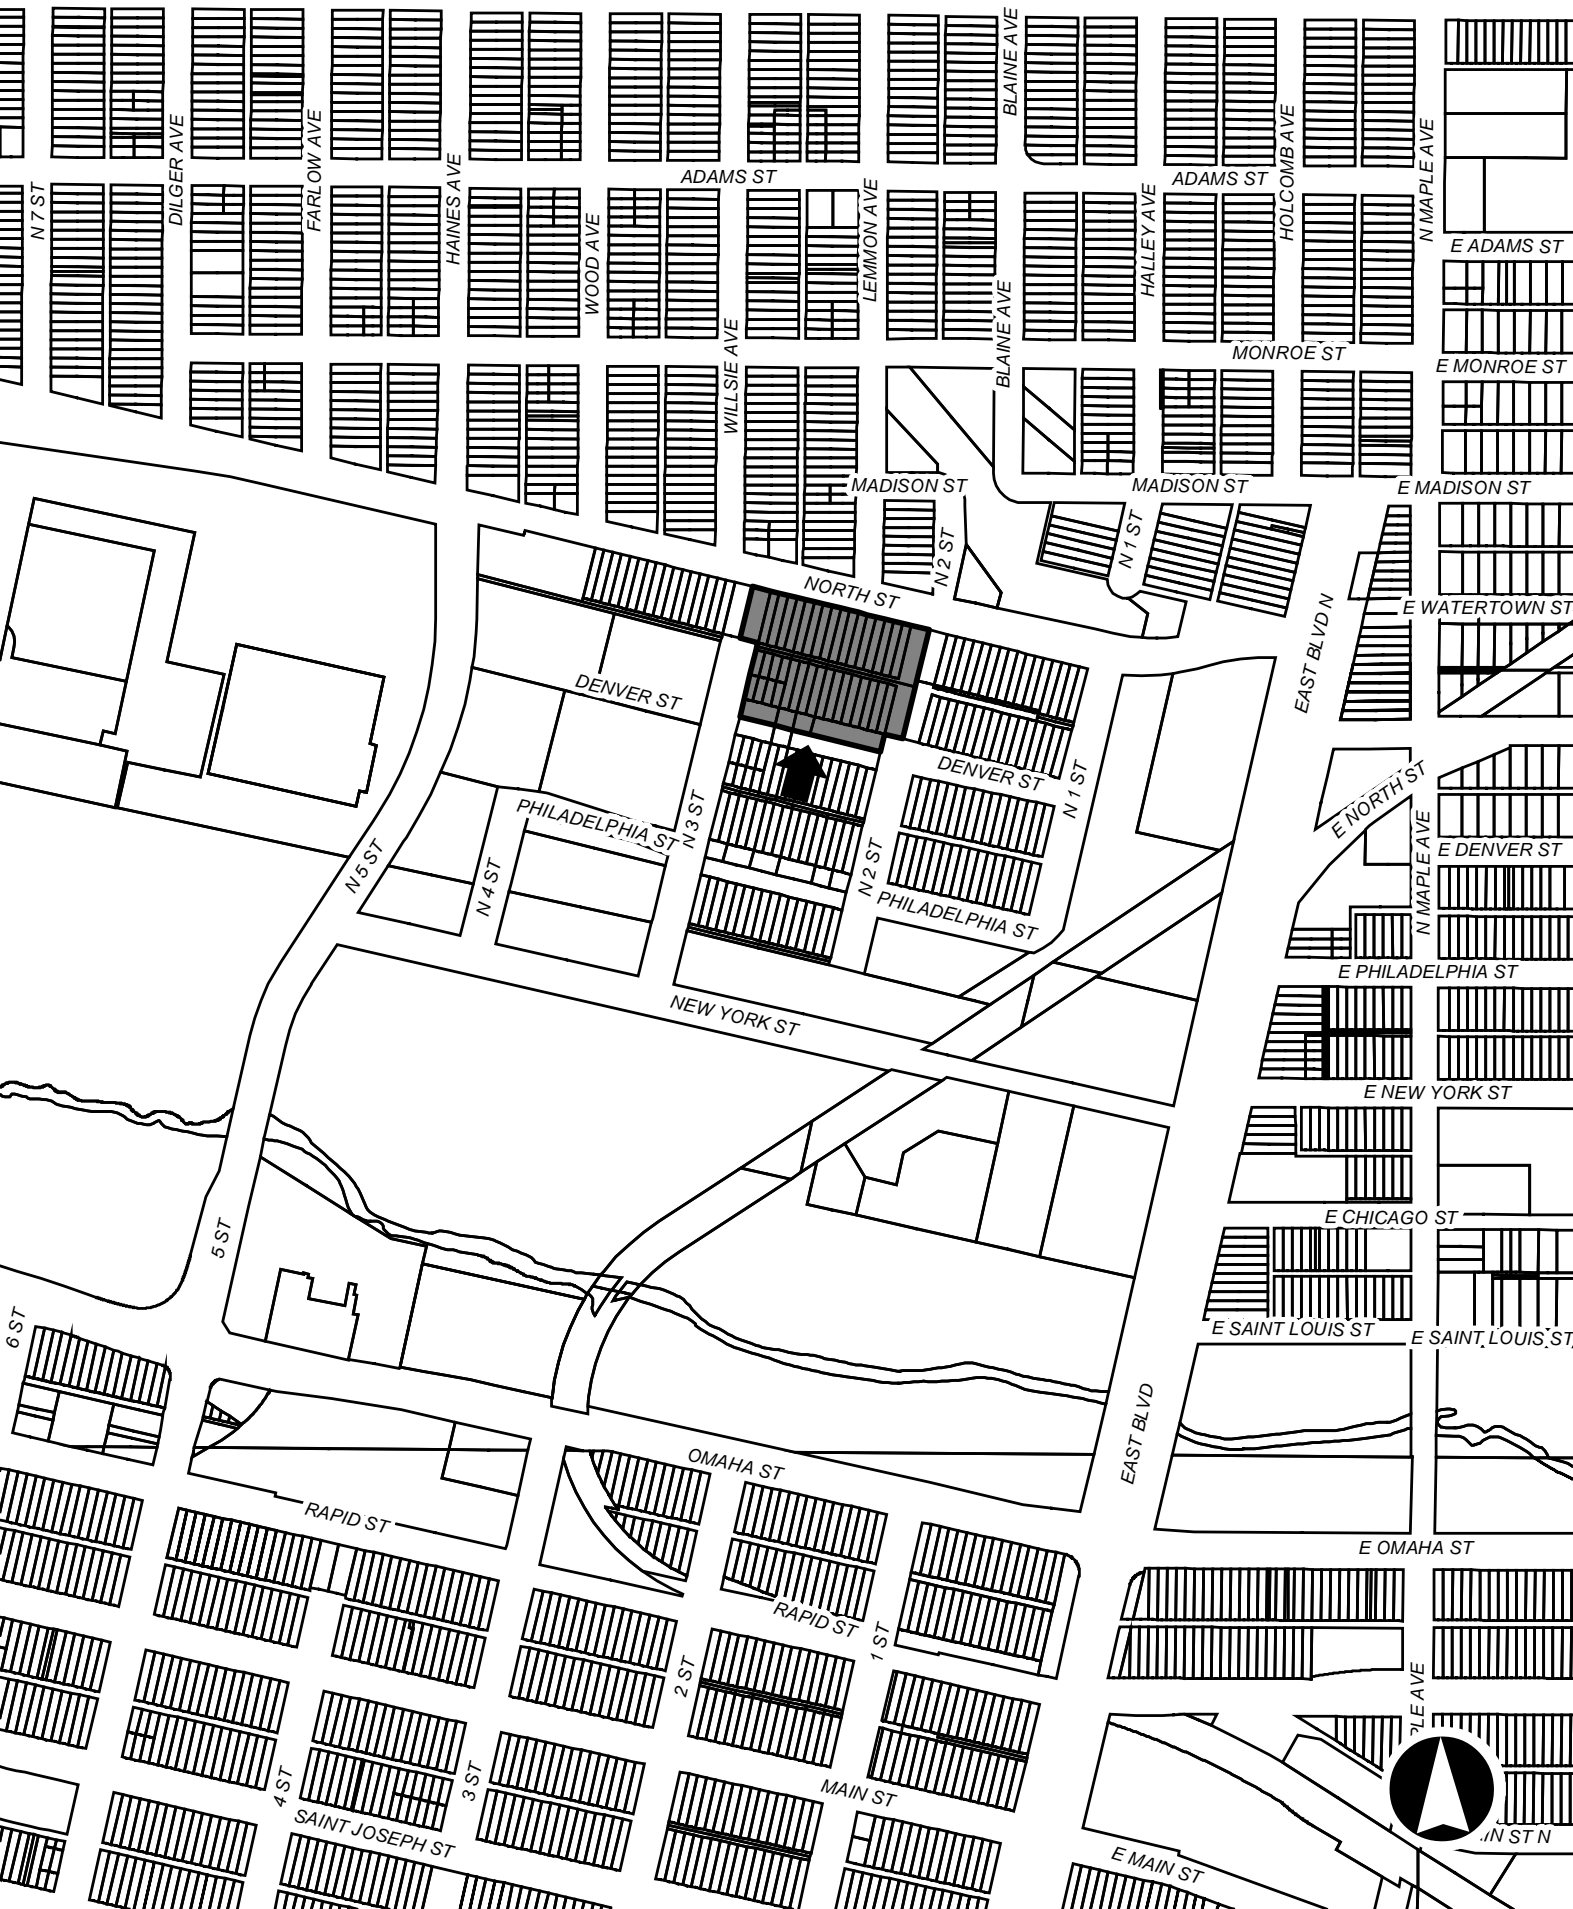 BLAINE AVE
DILGER AVE
FARLOW AVE
HAINES AVE
N 7 ST
WOOD AVE
WILLSIE AVE
ADAMS ST
LEMMON AVE
BLAINE AVE
HALLEY AVE
ADAMS ST
HOLCOMB AVE
N MAPLE AVE
E ADAMS ST
MONROE ST
E MONROE ST
MADISON ST
MADISON ST
E MADISON ST
N 2 ST
N 1 ST
NORTH ST
E WATERTOWN ST
EAST BLVD N
DENVER ST
DENVER ST
N 1 ST
E NORTH ST
N 3 ST
PHILADELPHIA ST
N 5 ST
N 4 ST
N 2 ST
PHILADELPHIA ST
N MAPLE AVE
E DENVER ST
E PHILADELPHIA ST
NEW YORK ST
E NEW YORK ST
5 ST
E CHICAGO ST
6 ST
E SAINT LOUIS ST
E SAINT LOUIS ST
EAST BLVD
OMAHA ST
RAPID ST
E OMAHA ST
RAPID ST
1 ST
2 ST
PLE AVE
3 ST
4 ST
MAIN ST
SAINT JOSEPH ST
IN ST N
E MAIN ST